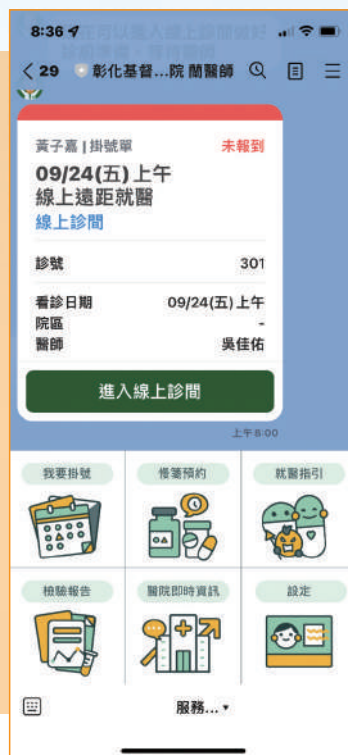 8:36
29 彰化基督...院 蘭醫師
黃子嘉 | 掛號單 未報到
09/24(五)上午
線上遠距就醫
線上診間
診號 301
看診日期 09/24(五)上午
院區 -
醫師 吳佳佑
進入線上診間
上午 8:00
我要掛號 慢箋預約 就醫指引
檢驗報告 醫院即時資訊 設定
服務... ▾